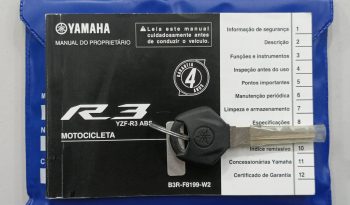 YAMAHA
MANUAL DO PROPRIETÁRIO
Leia este manual
cuidadosamente antes
de conduzir o veículo.
GARANTIA
4
ANOS
R3
YZF-R3 ABS
MOTOCICLETA
B3R-F8199-W2
Informação de segurança 1
Descrição 2
Funções e instrumentos 3
Inspeção antes do uso 4
Pontos importantes 5
Manutenção periódica 6
Limpeza e armazenamento 7
Especificações 8
Índice remissivo 10
Concessionárias Yamaha 11
Certificado de Garantia 12